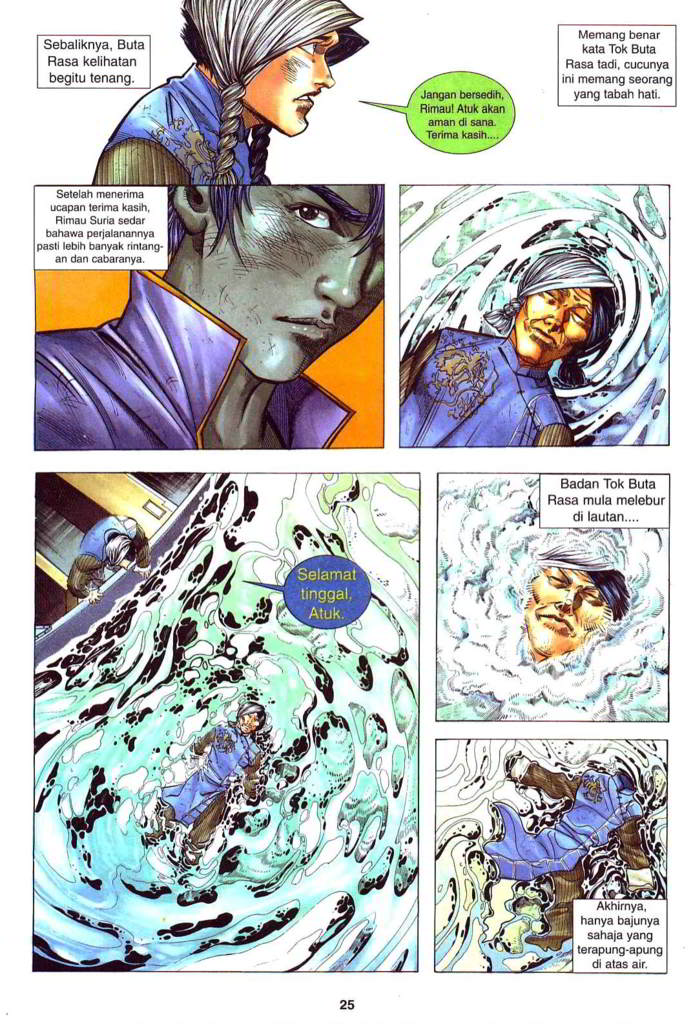 Sebaliknya, Buta
Rasa kelihatan
begitu tenang.
Jangan bersedih,
Rimau! Atuk akan
aman di sana.
Terima kasih....
Memang benar
kata Tok Buta
Rasa tadi, cucunya
ini memang seorang
yang tabah hati.
Setelah menerima
ucapan terima kasih,
Rimau Suria sedar
bahawa perjalanannya
pasti lebih banyak rintang-
an dan cabaranya.
Selamat
tinggal,
Atuk.
Badan Tok Buta
Rasa mula melebur
di lautan....
Akhirnya,
hanya bajunya
sahaja yang
terapung-apung
di atas air.
25